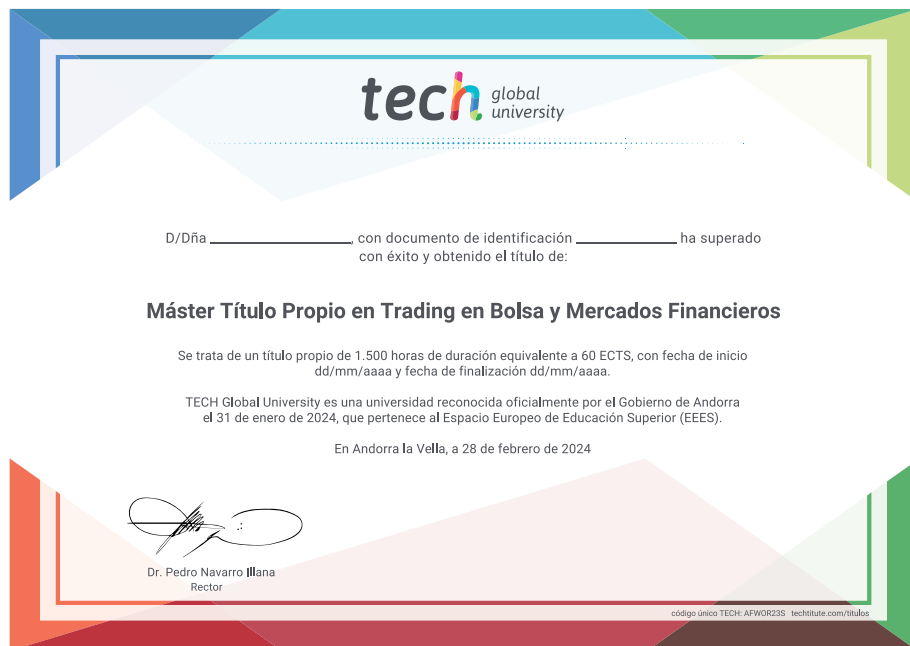 tech global university
D/Dña ____________, con documento de identificación ____________ ha superado
con éxito y obtenido el título de:
Máster Título Propio en Trading en Bolsa y Mercados Financieros
Se trata de un título propio de 1.500 horas de duración equivalente a 60 ECTS, con fecha de inicio
dd/mm/aaaa y fecha de finalización dd/mm/aaaa.
TECH Global University es una universidad reconocida oficialmente por el Gobierno de Andorra
el 31 de enero de 2024, que pertenece al Espacio Europeo de Educación Superior (EEES).
En Andorra la Vella, a 28 de febrero de 2024
Dr. Pedro Navarro Illana
Rector
código único TECH: AFWOR23S techtitute.com/titulos